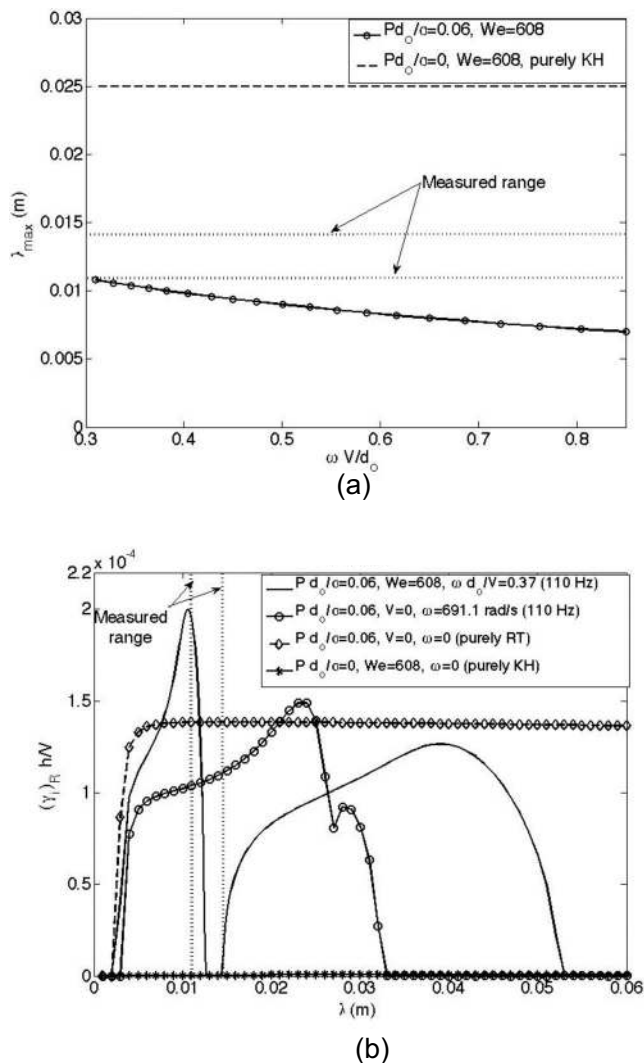 Pd_o/σ=0.06, We=608
Pd_o/σ=0, We=608, purely KH
0.03
0.025
0.02
0.015
0.01
0.005
0
λ_max (m)
Measured range
0.3 0.4 0.5 0.6 0.7 0.8
ω V/d_o
(a)
x 10^-4
2.2
2
1.5
1
0.5
0
(γ_i)_R h/V
Measured
range
P d_o/σ=0.06, We=608, ω d_o/V=0.37 (110 Hz)
P d_o/σ=0.06, V=0, ω=691.1 rad/s (110 Hz)
P d_o/σ=0.06, V=0, ω=0 (purely RT)
P d_o/σ=0, We=608, ω=0 (purely KH)
0 0.01 0.02 0.03 0.04 0.05 0.06
λ (m)
(b)